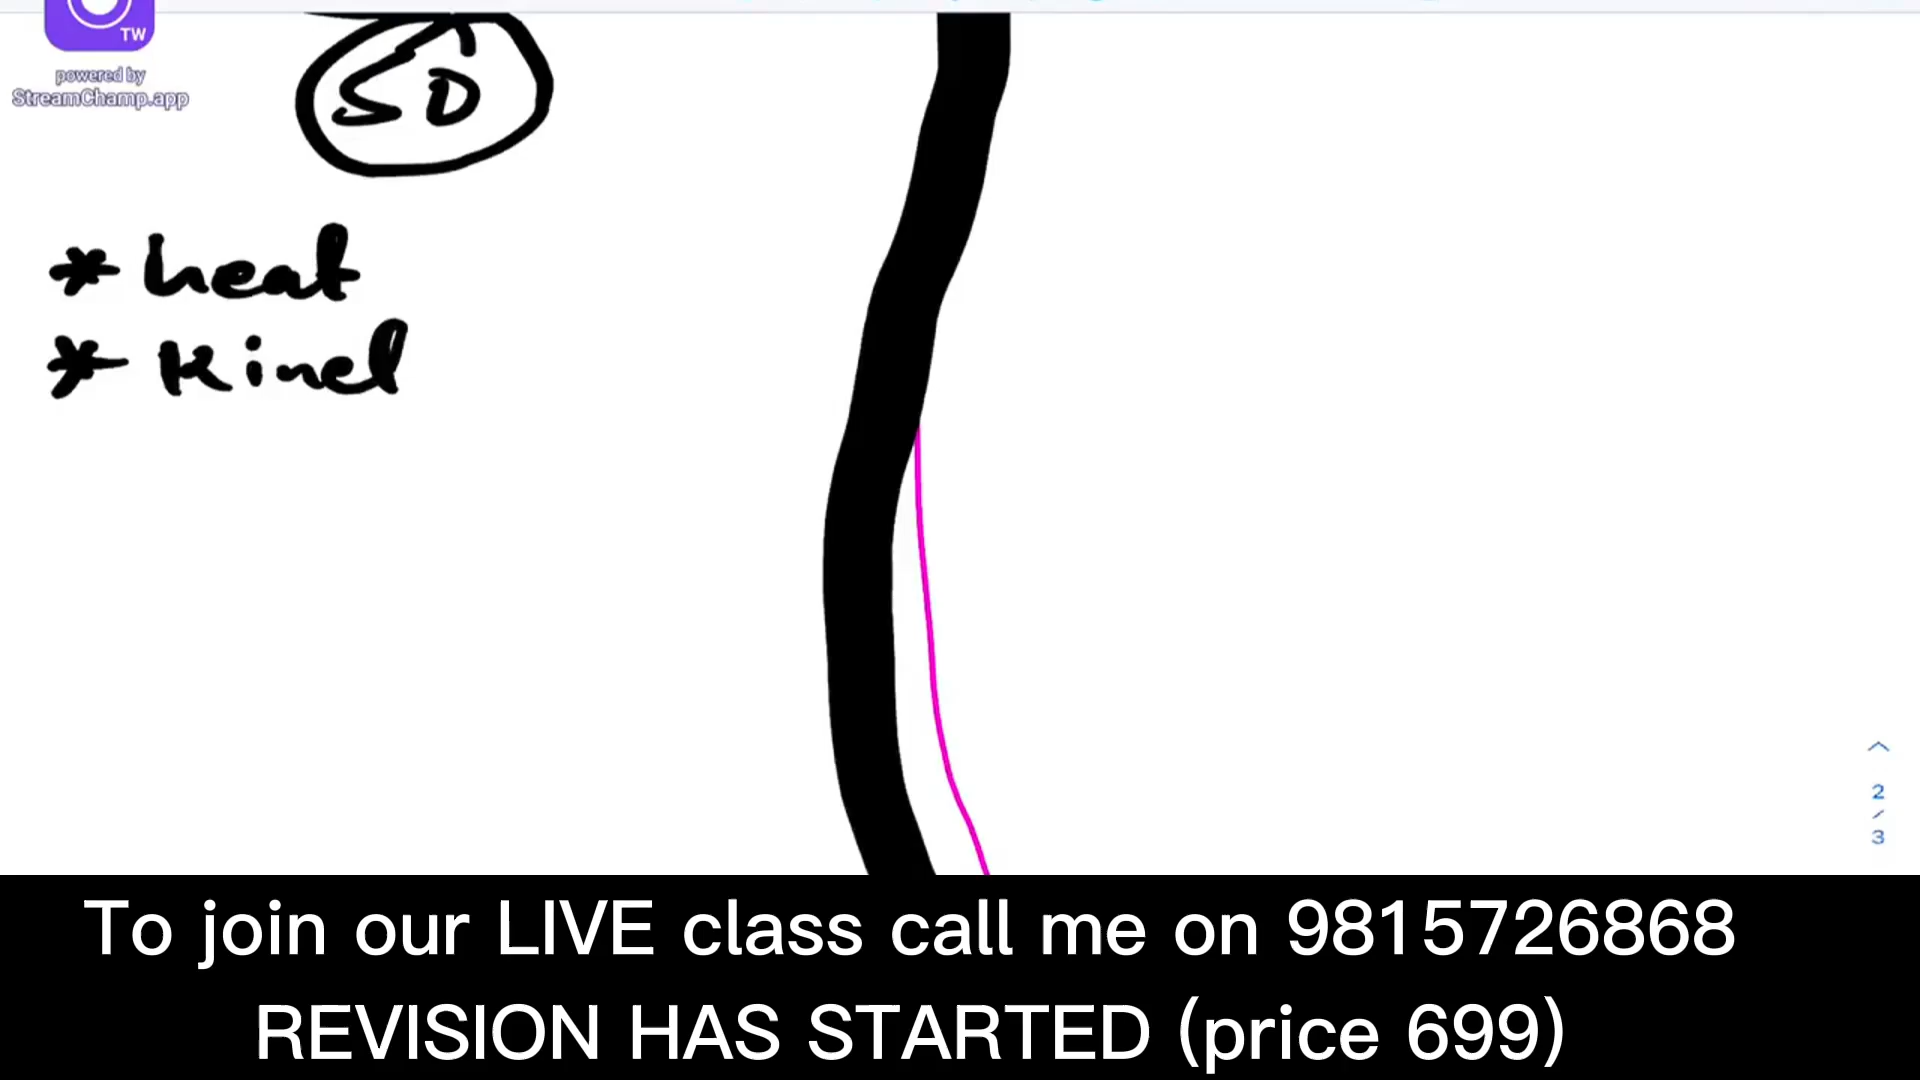 TW
powered by
StreamChamp.app
SD
* heat
* Kinel
2
/
3
To join our LIVE class call me on 9815726868
REVISION HAS STARTED (price 699)